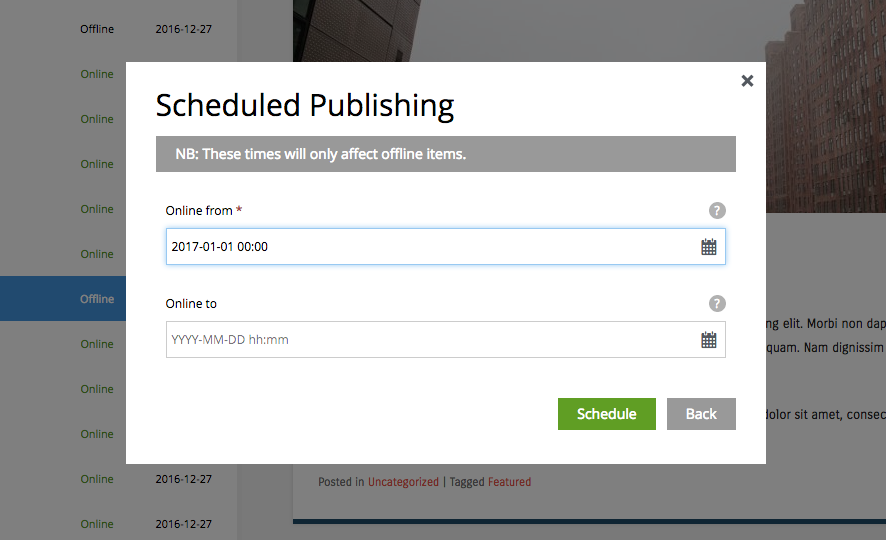 Offline 2016-12-27
Online
Online
Online
Online
Online
Offline
Online
Online
Online
Online 2016-12-27
Online 2016-12-27
Scheduled Publishing
NB: These times will only affect offline items.
Online from *
?
2017-01-01 00:00
Online to
?
YYYY-MM-DD hh:mm
Schedule Back
elit. Morbi non
quam. Nam dignissim
dolor sit amet,
Posted in Uncategorized | Tagged Featured